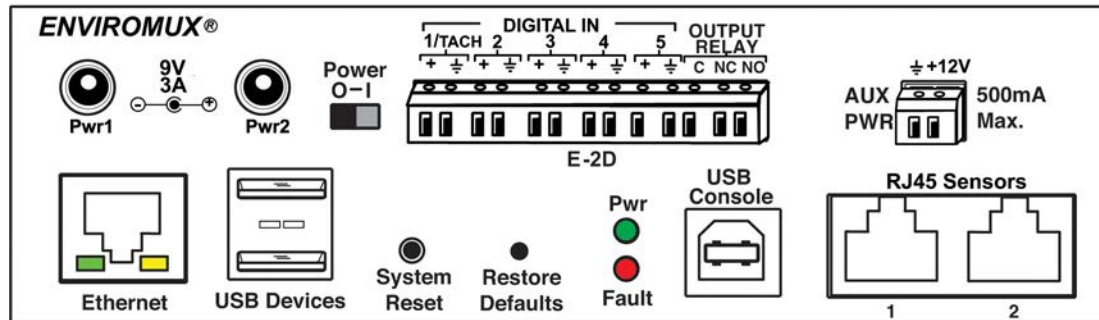 ENVIROMUX®
DIGITAL IN
OUTPUT
RELAY
1/TACH 2 3 4 5
+ ⏚ + ⏚ + ⏚ + ⏚ + ⏚ C NC NO
9V
3A
- +
Pwr1
Pwr2
Power
O–I
E-2D
⏚ +12V
AUX
PWR
500mA
Max.
Ethernet
USB Devices
System
Reset
Restore
Defaults
Pwr
Fault
USB
Console
RJ45 Sensors
1 2